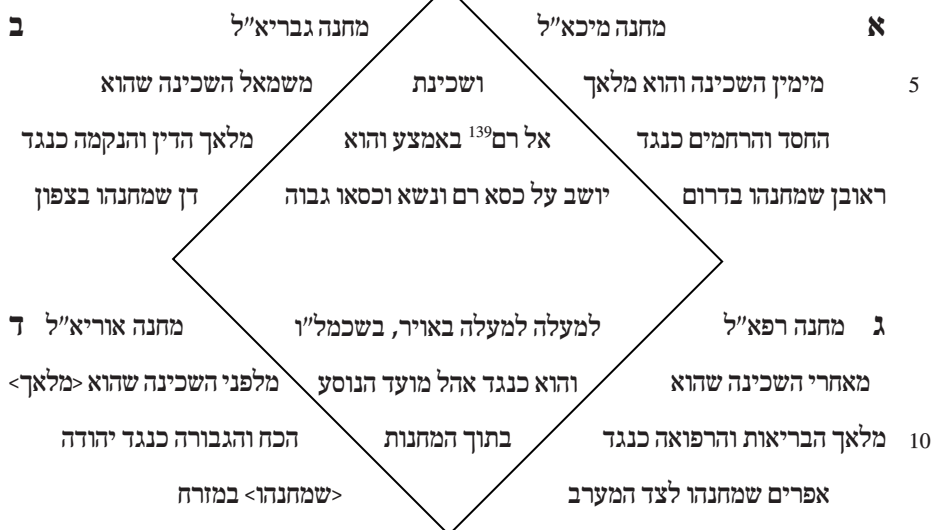 א מחנה מיכא"ל
5 מימין השכינה והוא מלאך
החסד והרחמים כנגד
ראובן שמחנהו בדרום
ושכינת
אל רם139 באמצע והוא
יושב על כסא רם ונשא וכסאו גבוה
למעלה למעלה באויר, בשכמל"ו
והוא כנגד אהל מועד הנוסע
בתוך המחנות
ב מחנה גבריא"ל
משמאל השכינה שהוא
מלאך הדין והנקמה כנגד
דן שמחנהו בצפון
ג מחנה רפא"ל
מאחרי השכינה שהוא
10 מלאך הבריאות והרפואה כנגד
אפרים שמחנהו לצד המערב
ד מחנה אוריא"ל
מלפני השכינה שהוא <מלאך>
הכח והגבורה כנגד יהודה
<שמחנהו> במזרח